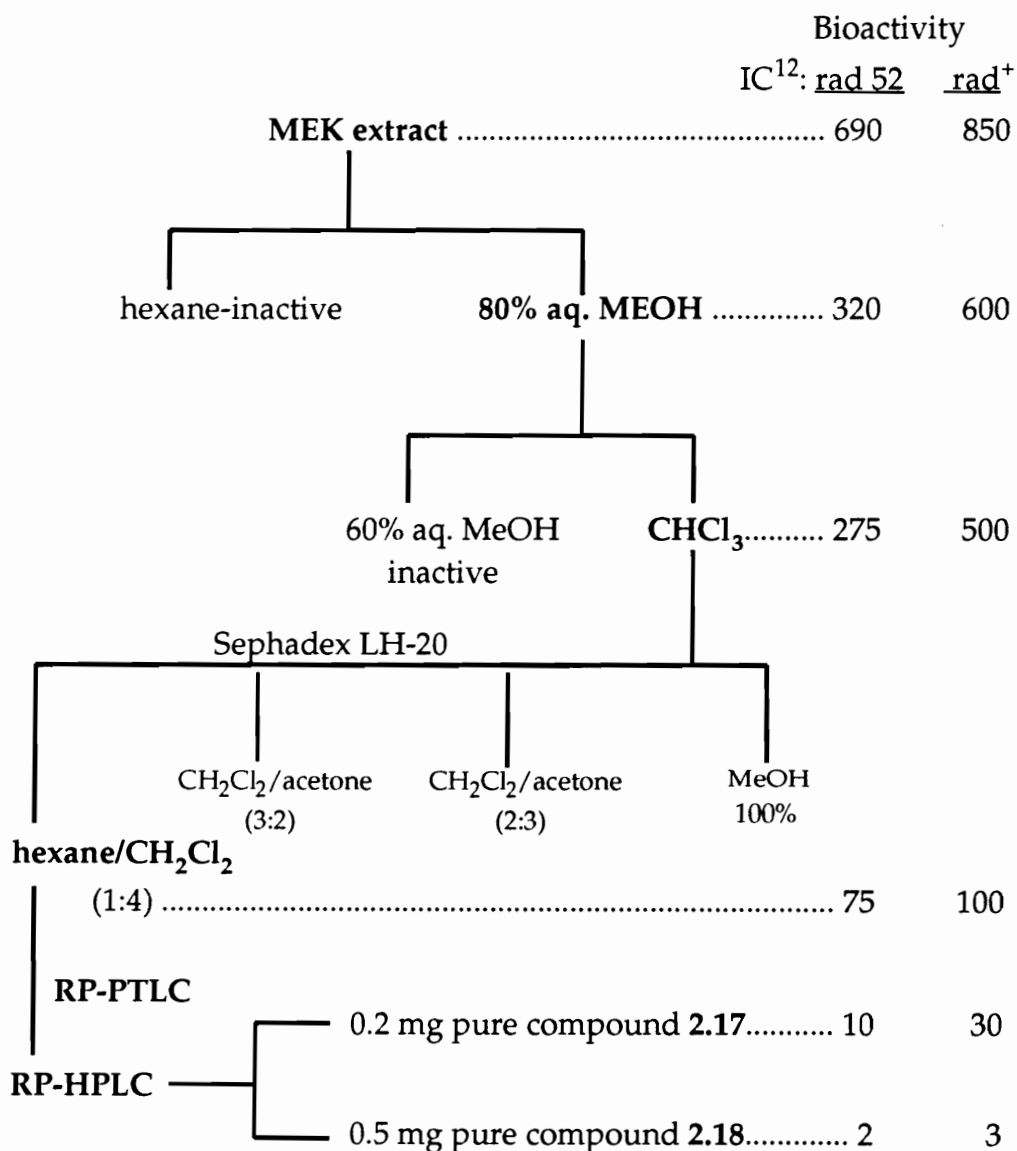 Bioactivity
IC¹²: rad 52 rad⁺
MEK extract ........................................ 690 850
hexane-inactive 80% aq. MEOH .............. 320 600
60% aq. MeOH CHCl₃.......... 275 500
inactive
Sephadex LH-20
CH₂Cl₂/acetone CH₂Cl₂/acetone MeOH
(3:2) (2:3) 100%
hexane/CH₂Cl₂
(1:4) ........................................................................ 75 100
RP-PTLC
0.2 mg pure compound 2.17........... 10 30
RP-HPLC
0.5 mg pure compound 2.18............. 2 3